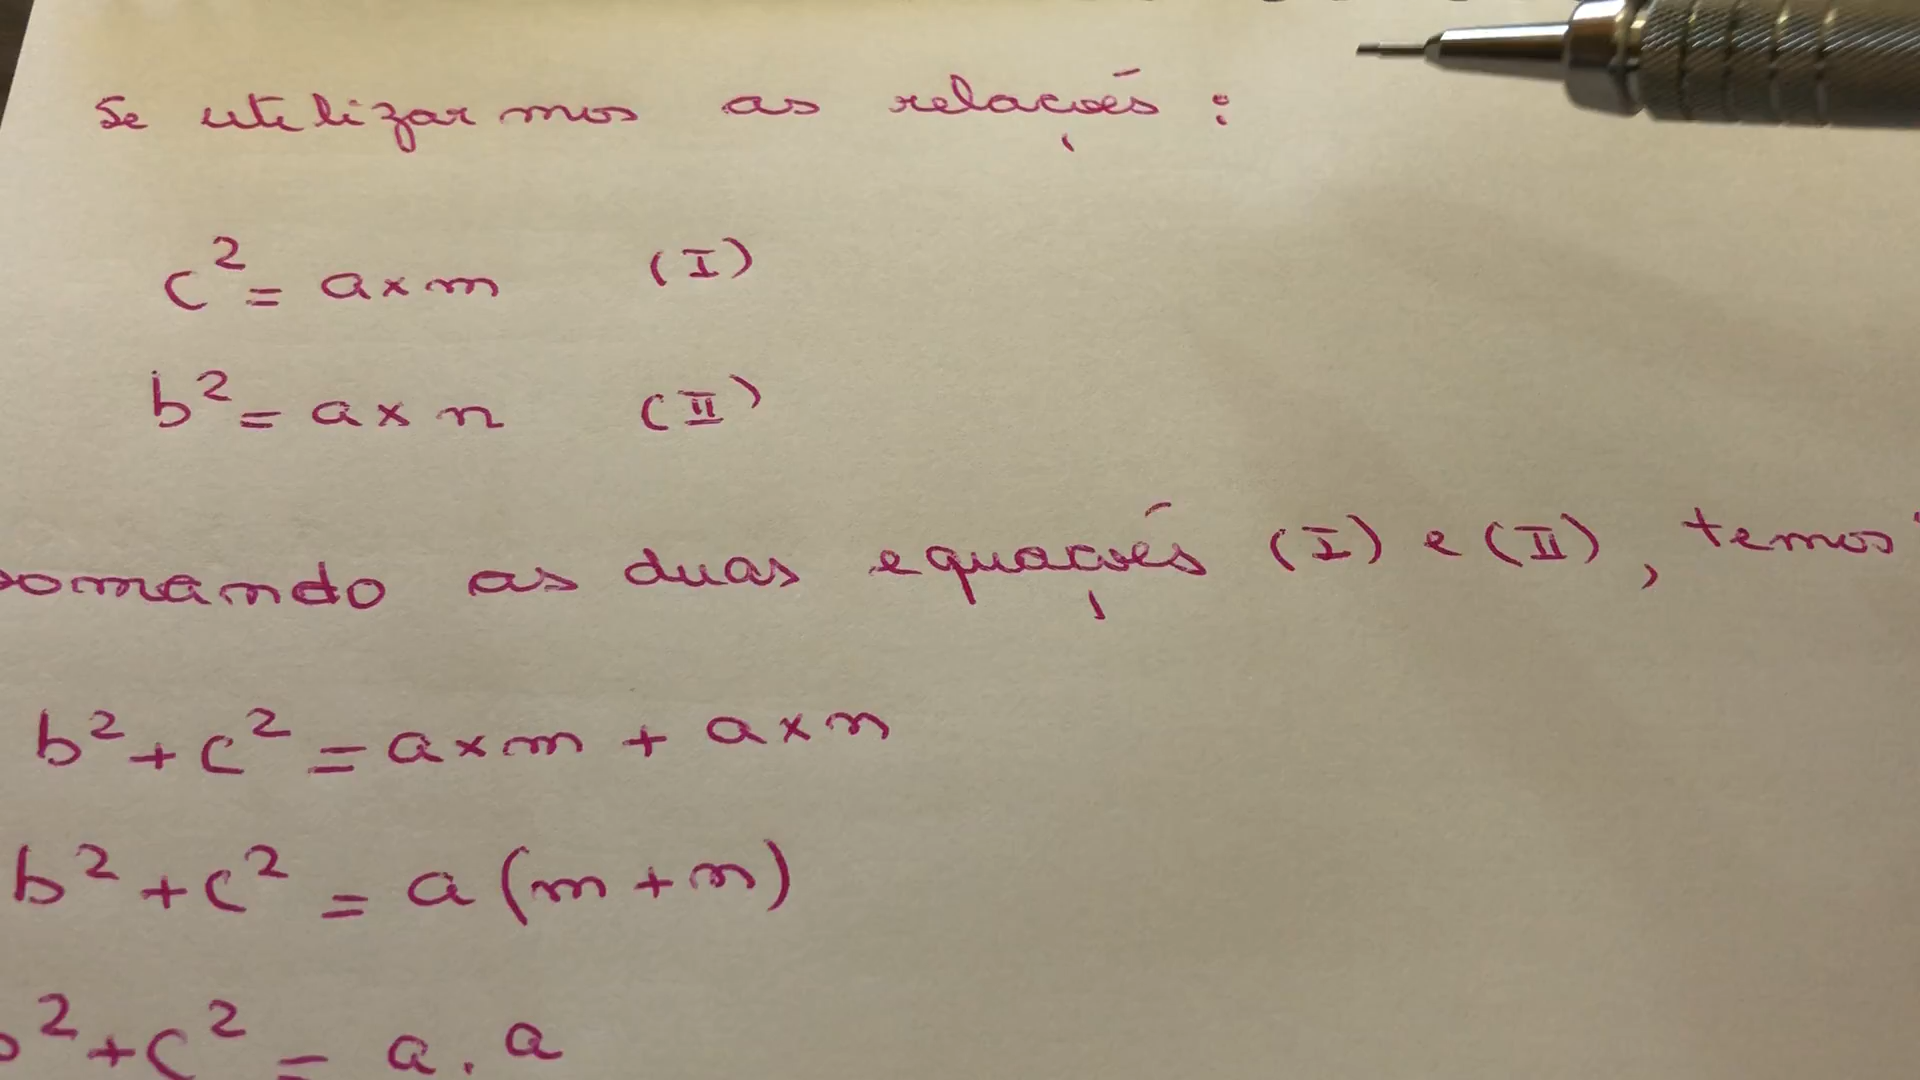 Se utilizarmos as relações :
c² = a x m (I)
b² = a x n (II)
somando as duas equações (I) e (II), temos:
b² + c² = a x m + a x n
b² + c² = a (m + n)
b² + c² = a . a